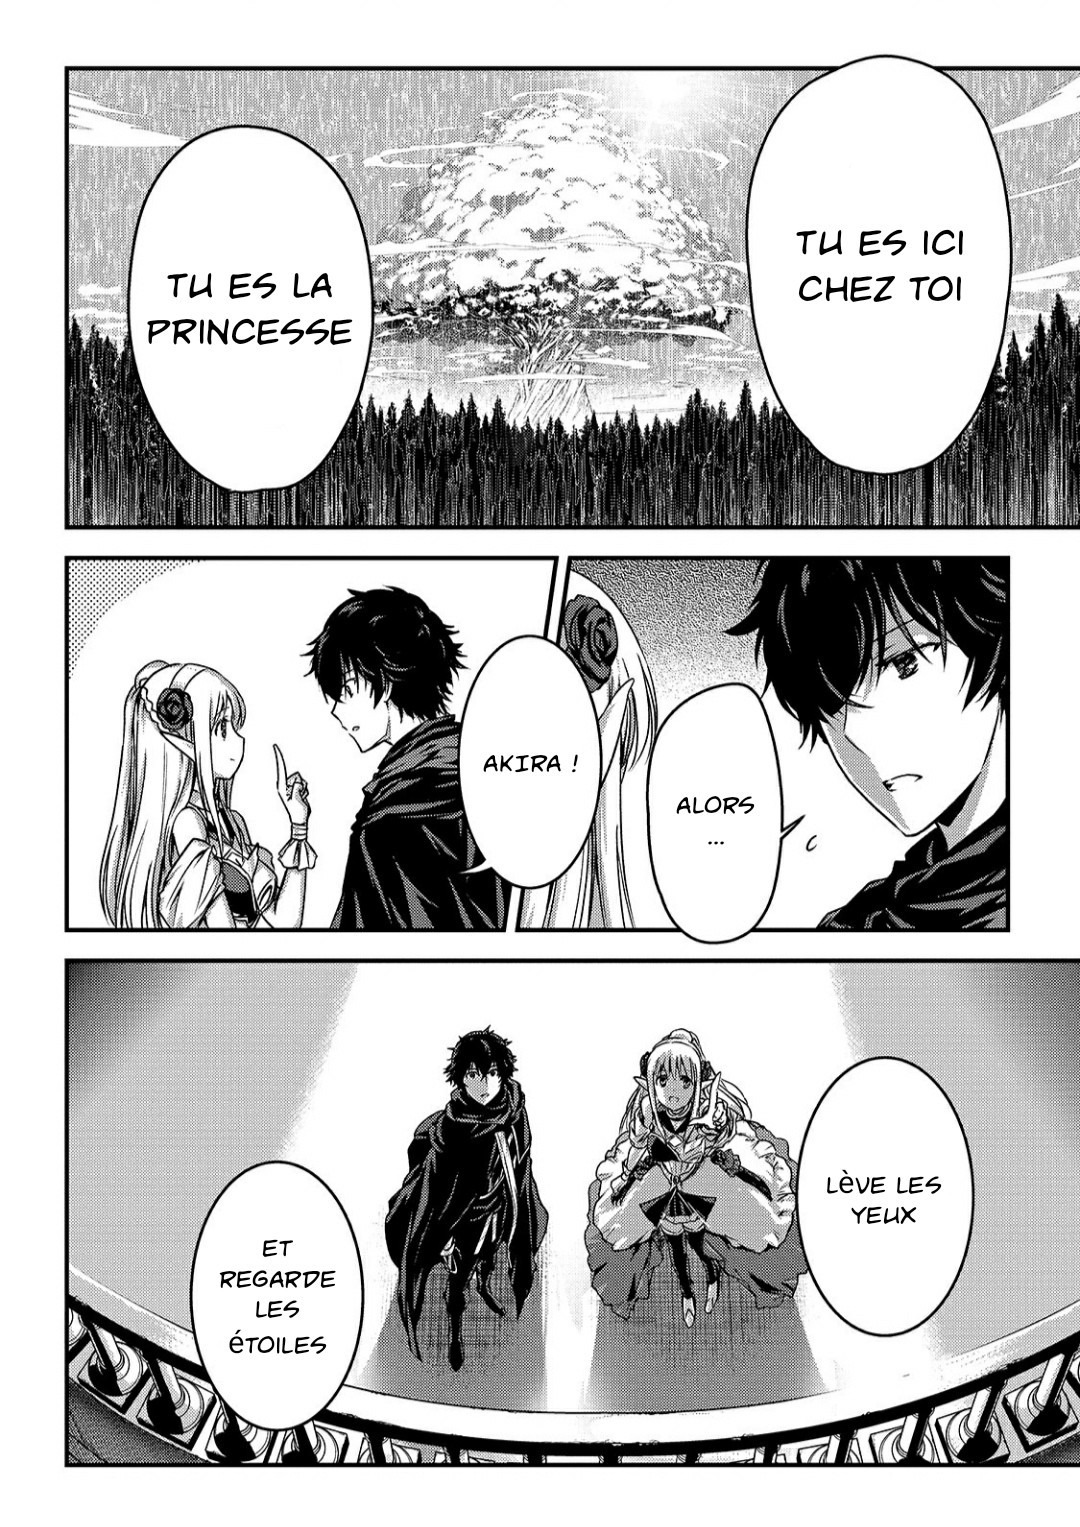 TU ES ICI
CHEZ TOI
TU ES LA
PRINCESSE
ALORS
...
AKIRA !
LÈVE LES
YEUX
ET
REGARDE
LES
ÉTOILES